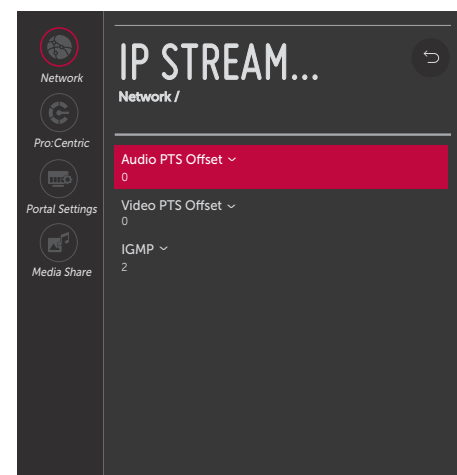 Network
Pro:Centric
Portal Settings
Media Share
IP STREAM...
Network /
Audio PTS Offset
0
Video PTS Offset
0
IGMP
2